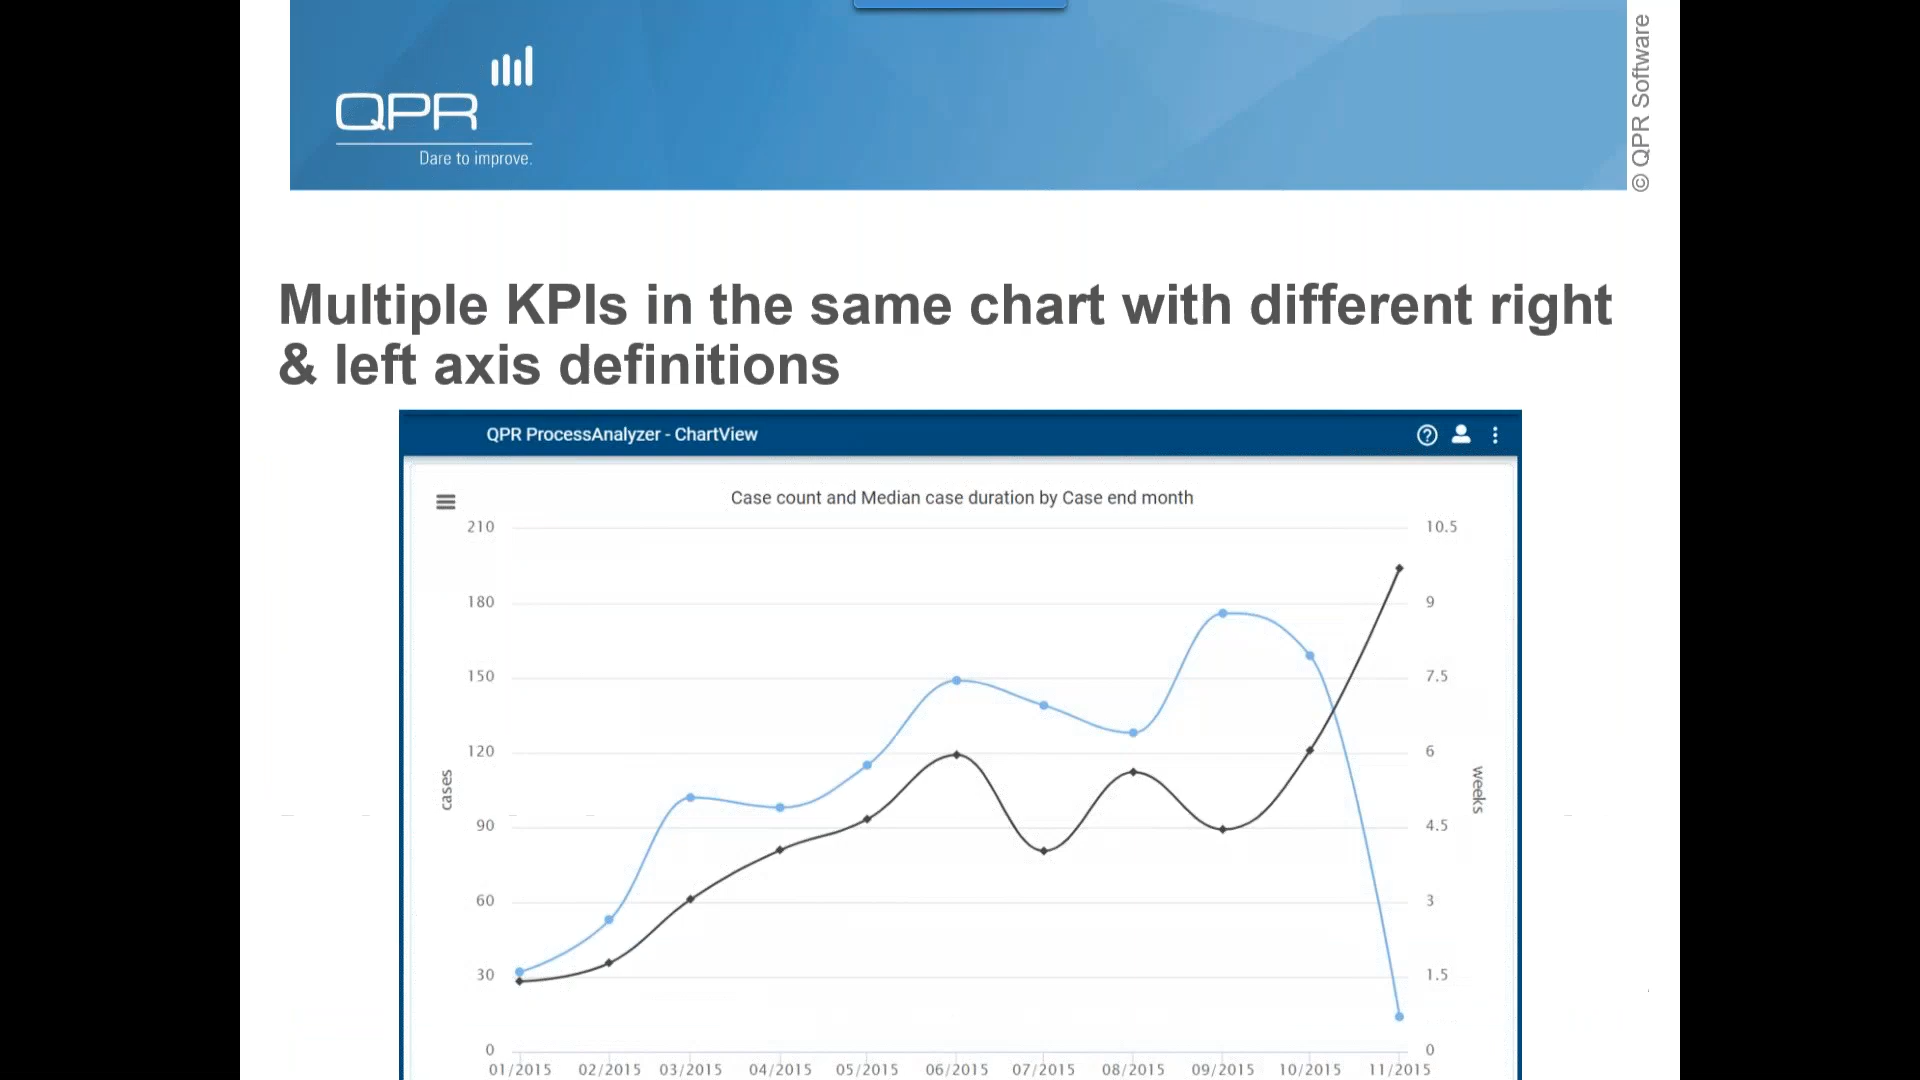 QPR
Dare to improve.
© QPR Software
Multiple KPIs in the same chart with different right
& left axis definitions
QPR ProcessAnalyzer - ChartView
Case count and Median case duration by Case end month
210
180
150
120
90
60
30
0
cases
10.5
9
7.5
6
4.5
3
1.5
0
weeks
01/2015 02/2015 03/2015 04/2015 05/2015 06/2015 07/2015 08/2015 09/2015 10/2015 11/2015